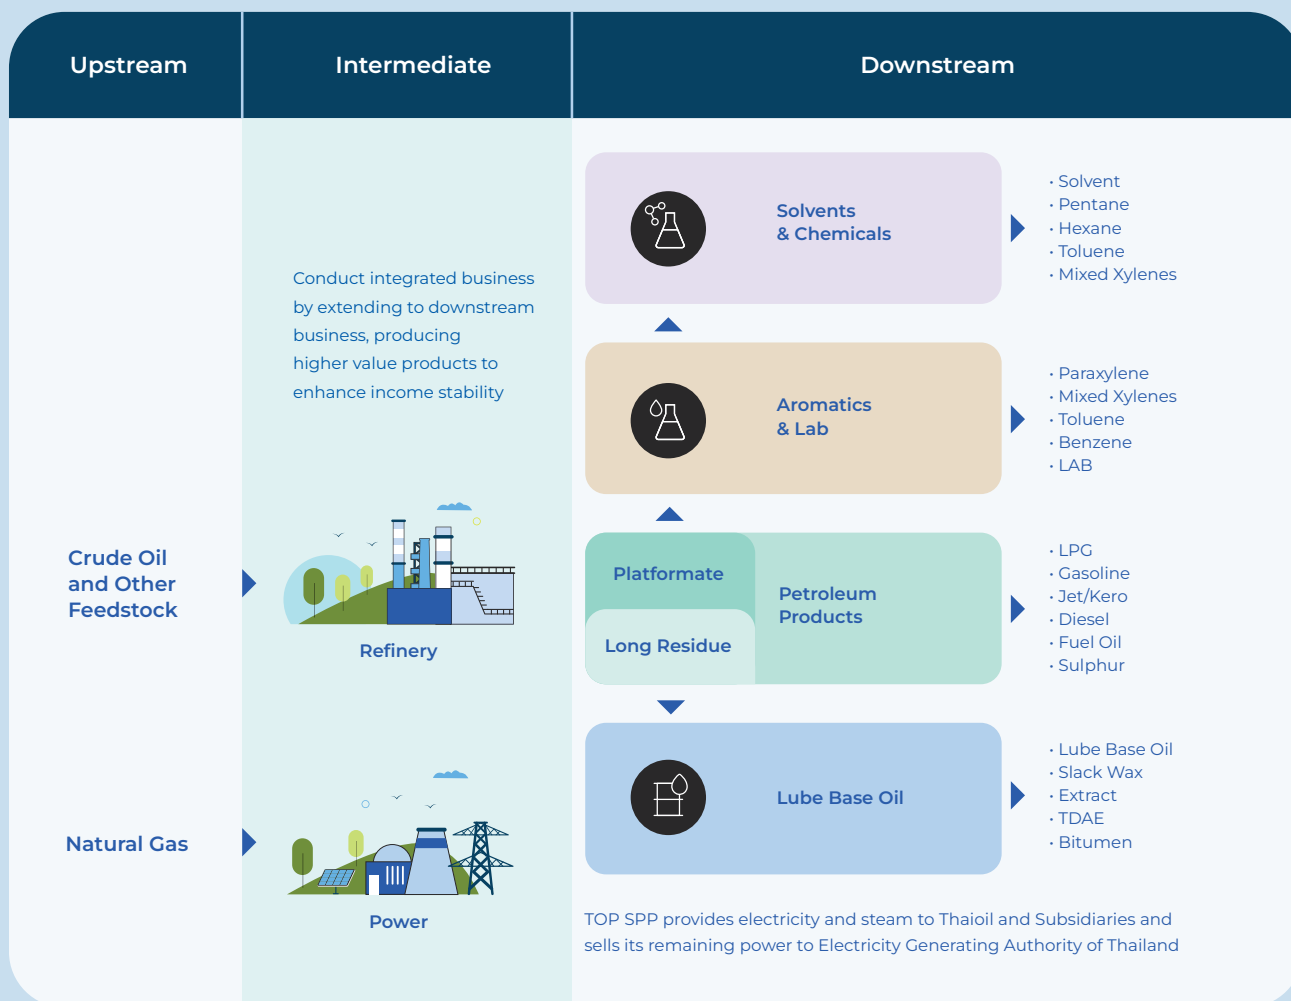 Upstream
Intermediate
Downstream
Crude Oil
and Other
Feedstock
Natural Gas
Conduct integrated business
by extending to downstream
business, producing
higher value products to
enhance income stability
Refinery
Power
Solvents
& Chemicals
• Solvent
• Pentane
• Hexane
• Toluene
• Mixed Xylenes
Aromatics
& Lab
• Paraxylene
• Mixed Xylenes
• Toluene
• Benzene
• LAB
Platformate
Long Residue
Petroleum
Products
• LPG
• Gasoline
• Jet/Kero
• Diesel
• Fuel Oil
• Sulphur
Lube Base Oil
• Lube Base Oil
• Slack Wax
• Extract
• TDAE
• Bitumen
TOP SPP provides electricity and steam to Thaioil and Subsidiaries and
sells its remaining power to Electricity Generating Authority of Thailand